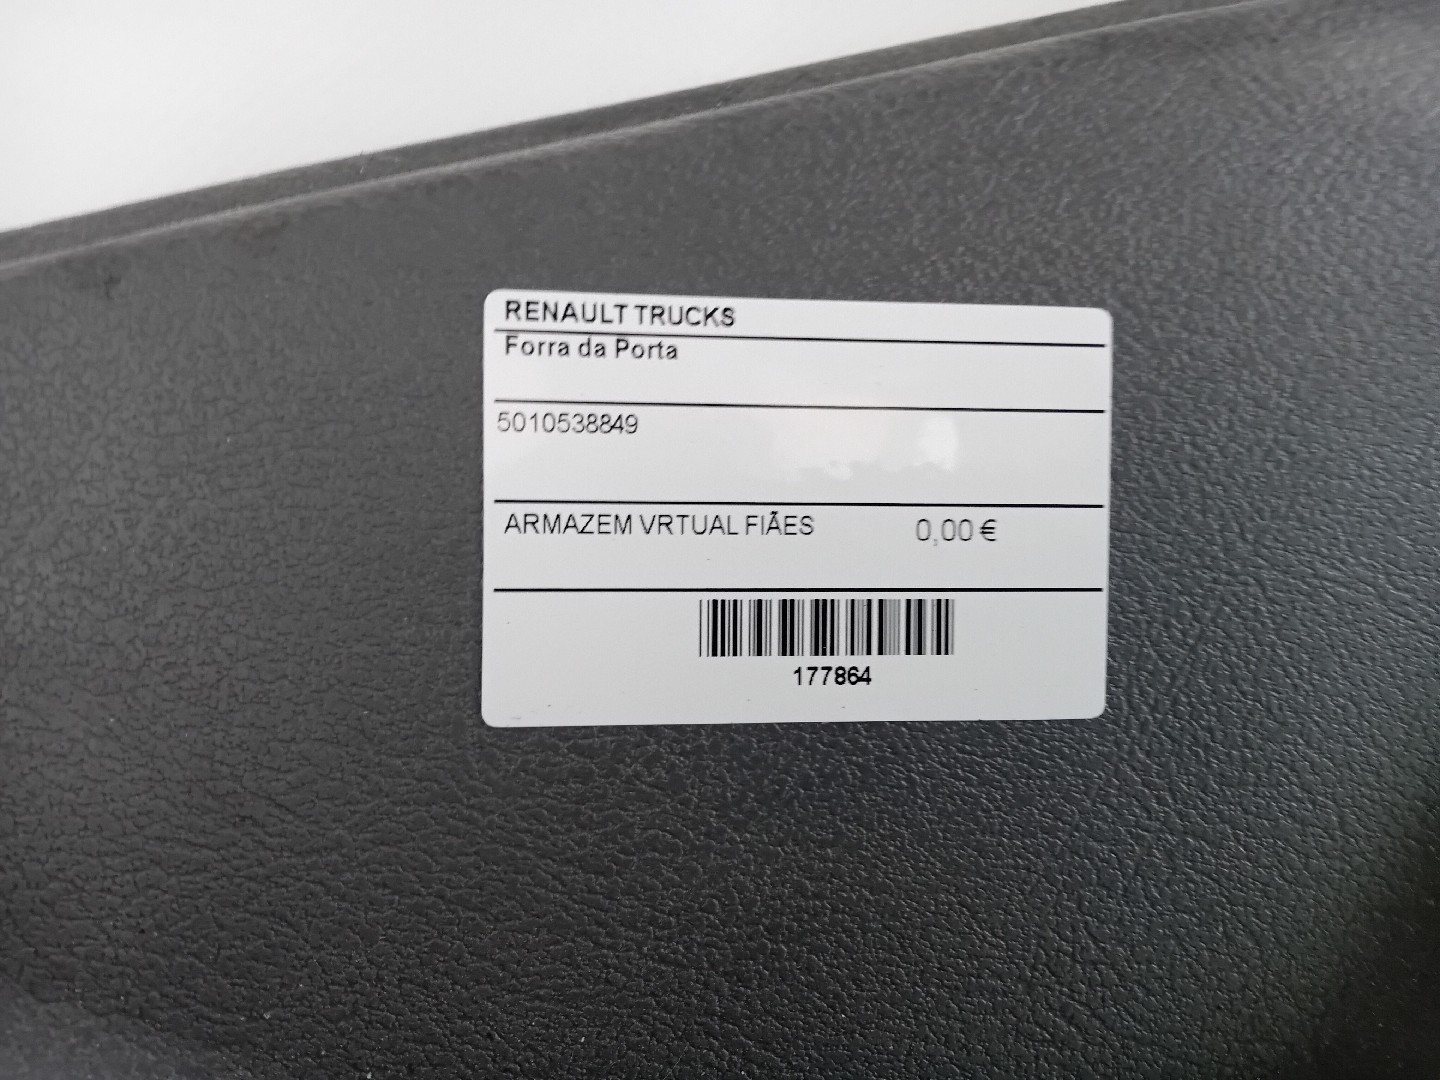 RENAULT TRUCKS
Forra da Porta
5010538849
ARMAZEM VRTUAL FIÃES 0,00 €
177864